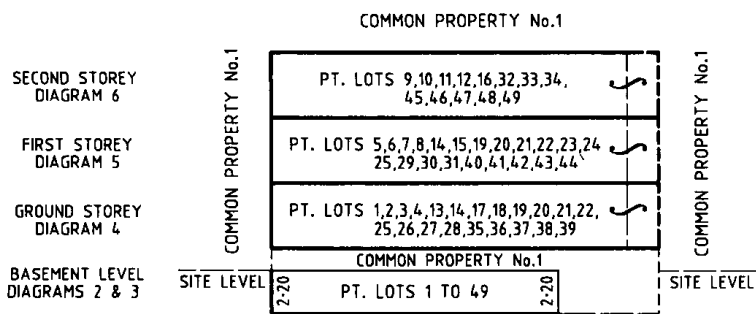 COMMON PROPERTY No.1
COMMON PROPERTY No.1
COMMON PROPERTY No.1
SECOND STOREY
DIAGRAM 6
PT. LOTS 9,10,11,12,16,32,33,34,
45,46,47,48,49
FIRST STOREY
DIAGRAM 5
PT. LOTS 5,6,7,8,14,15,19,20,21,22,23,24
25,29,30,31,40,41,42,43,44
GROUND STOREY
DIAGRAM 4
PT. LOTS 1,2,3,4,13,14,17,18,19,20,21,22,
25,26,27,28,35,36,37,38,39
COMMON PROPERTY No.1
BASEMENT LEVEL
DIAGRAMS 2 & 3
SITE LEVEL
2·20
PT. LOTS 1 TO 49
2·20
SITE LEVEL